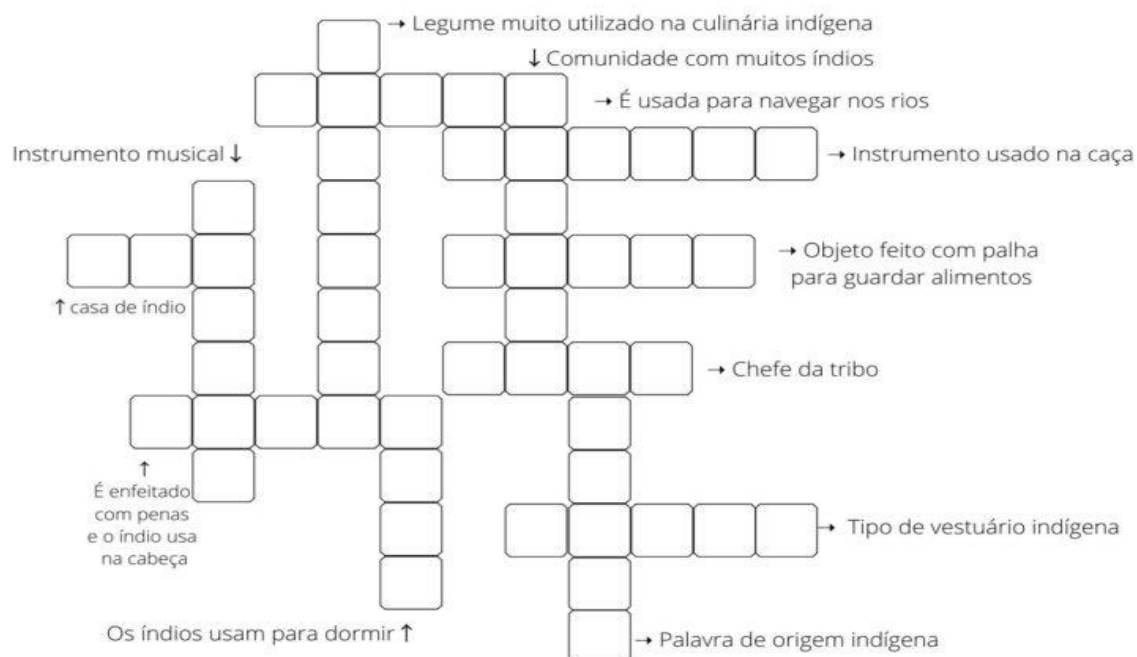 → Legume muito utilizado na culinária indígena
↓ Comunidade com muitos índios
→ É usada para navegar nos rios
Instrumento musical ↓
→ Instrumento usado na caça
→ Objeto feito com palha
para guardar alimentos
↑ casa de índio
→ Chefe da tribo
↑
É enfeitado
com penas
e o índio usa
na cabeça
→ Tipo de vestuário indígena
Os índios usam para dormir ↑
→ Palavra de origem indígena